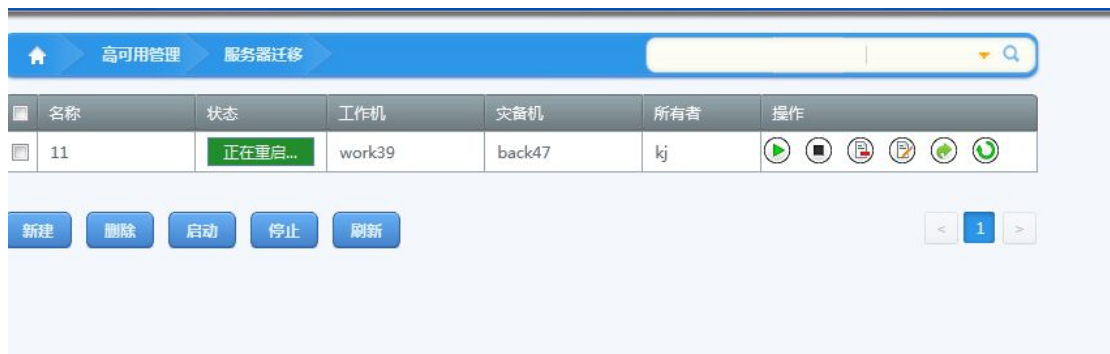 高可用管理 服务器迁移
名称 状态 工作机 灾备机 所有者 操作
11 正在重启... work39 back47 kj
新建 删除 启动 停止 刷新 < 1 >